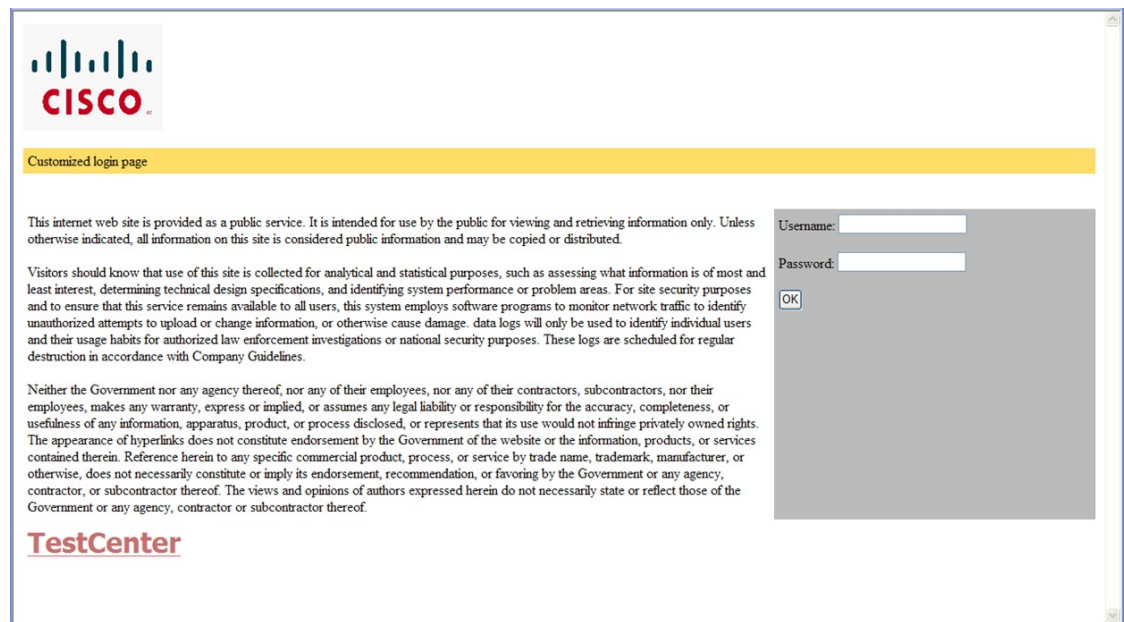 CISCO
Customized login page
This internet web site is provided as a public service. It is intended for use by the public for viewing and retrieving information only. Unless
otherwise indicated, all information on this site is considered public information and may be copied or distributed.
Visitors should know that use of this site is collected for analytical and statistical purposes, such as assessing what information is of most and
least interest, determining technical design specifications, and identifying system performance or problem areas. For site security purposes
and to ensure that this service remains available to all users, this system employs software programs to monitor network traffic to identify
unauthorized attempts to upload or change information, or otherwise cause damage. data logs will only be used to identify individual users
and their usage habits for authorized law enforcement investigations or national security purposes. These logs are scheduled for regular
destruction in accordance with Company Guidelines.
Neither the Government nor any agency thereof, nor any of their employees, nor any of their contractors, subcontractors, nor their
employees, makes any warranty, express or implied, or assumes any legal liability or responsibility for the accuracy, completeness, or
usefulness of any information, apparatus, product, or process disclosed, or represents that its use would not infringe privately owned rights.
The appearance of hyperlinks does not constitute endorsement by the Government of the website or the information, products, or services
contained therein. Reference herein to any specific commercial product, process, or service by trade name, trademark, manufacturer, or
otherwise, does not necessarily constitute or imply its endorsement, recommendation, or favoring by the Government or any agency,
contractor, or subcontractor thereof. The views and opinions of authors expressed herein do not necessarily state or reflect those of the
Government or any agency, contractor or subcontractor thereof.
TestCenter
Username:
Password:
OK